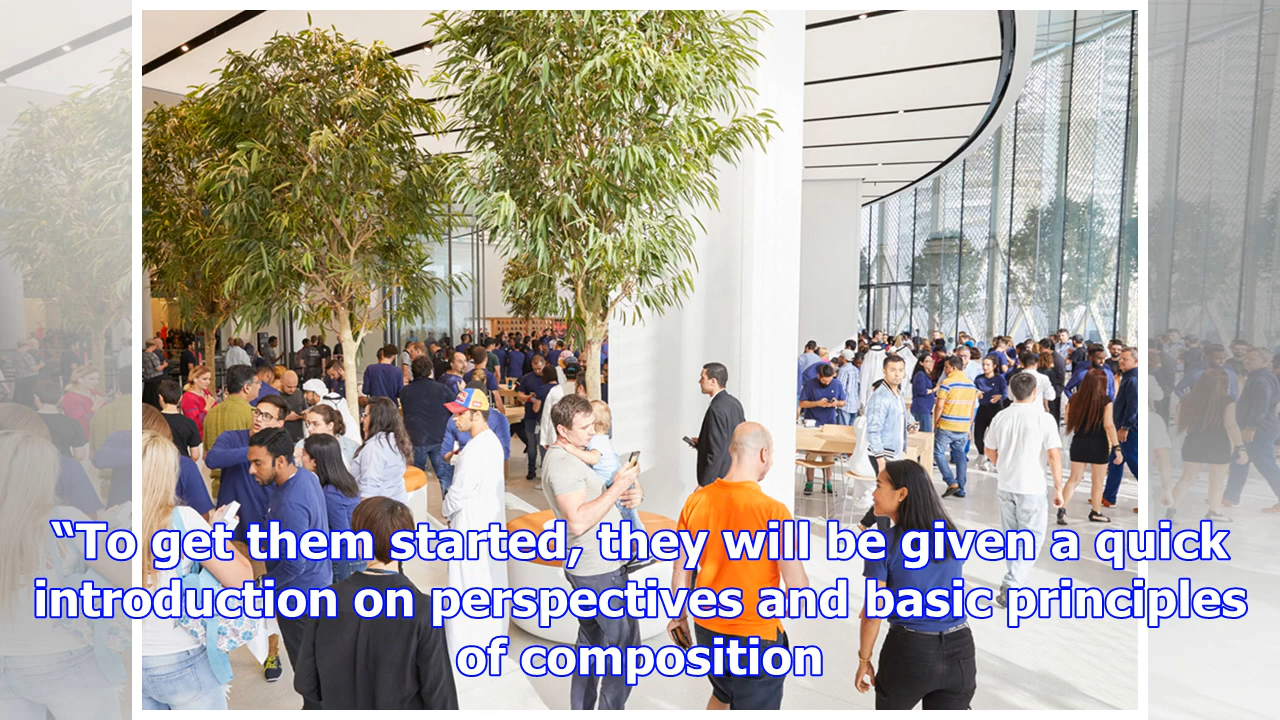 “To get them started, they will be given a quick
introduction on perspectives and basic principles
of composition